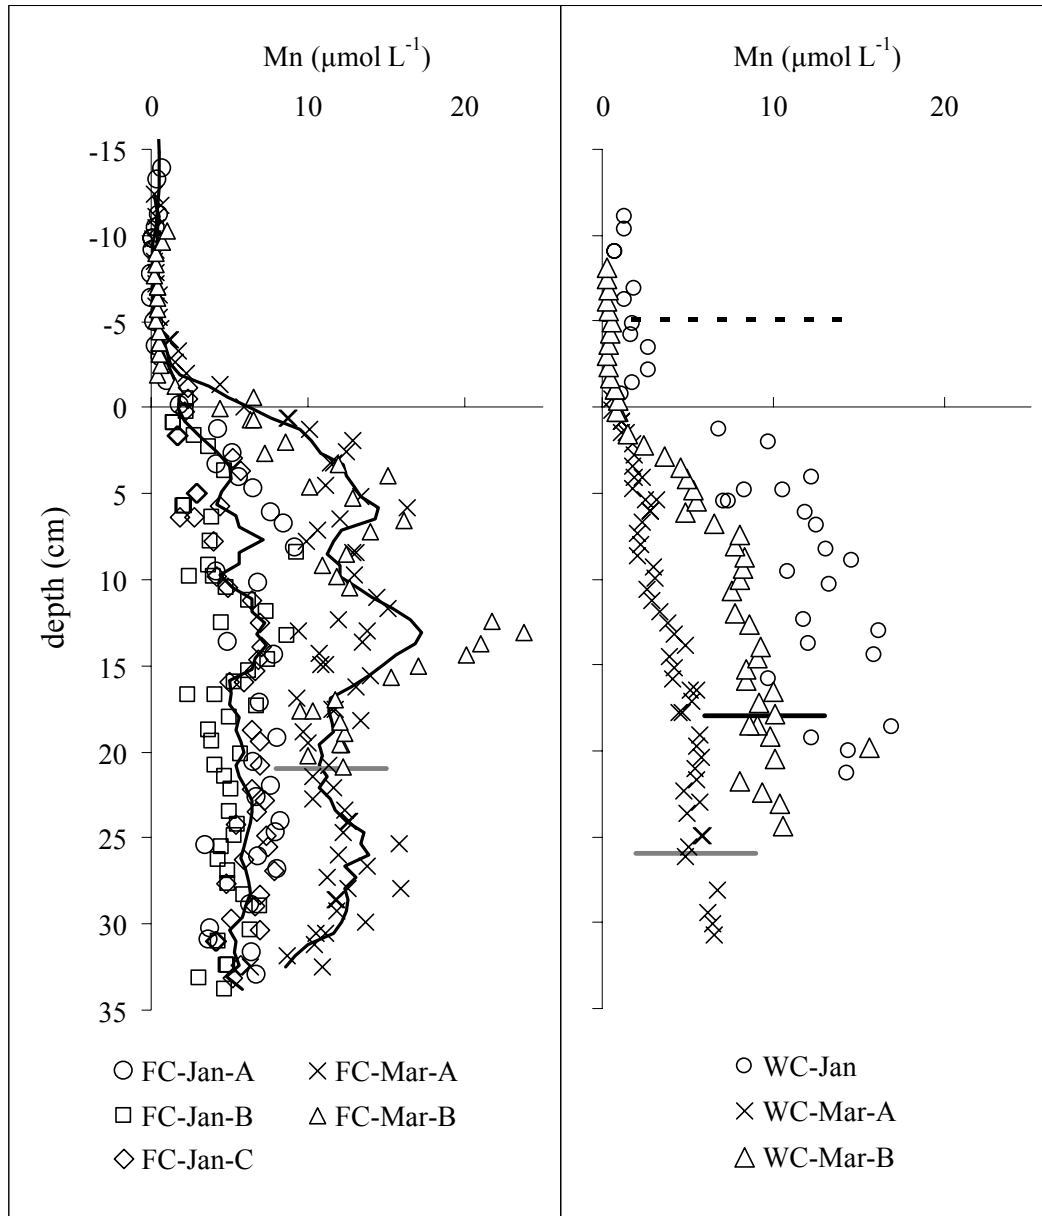 Mn (μmol L⁻¹)
0 10 20
-15
-10
-5
0
5
10
15
20
25
30
35
depth (cm)
FC-Jan-A
FC-Mar-A
FC-Jan-B
FC-Mar-B
FC-Jan-C
Mn (μmol L⁻¹)
0 10 20
WC-Jan
WC-Mar-A
WC-Mar-B